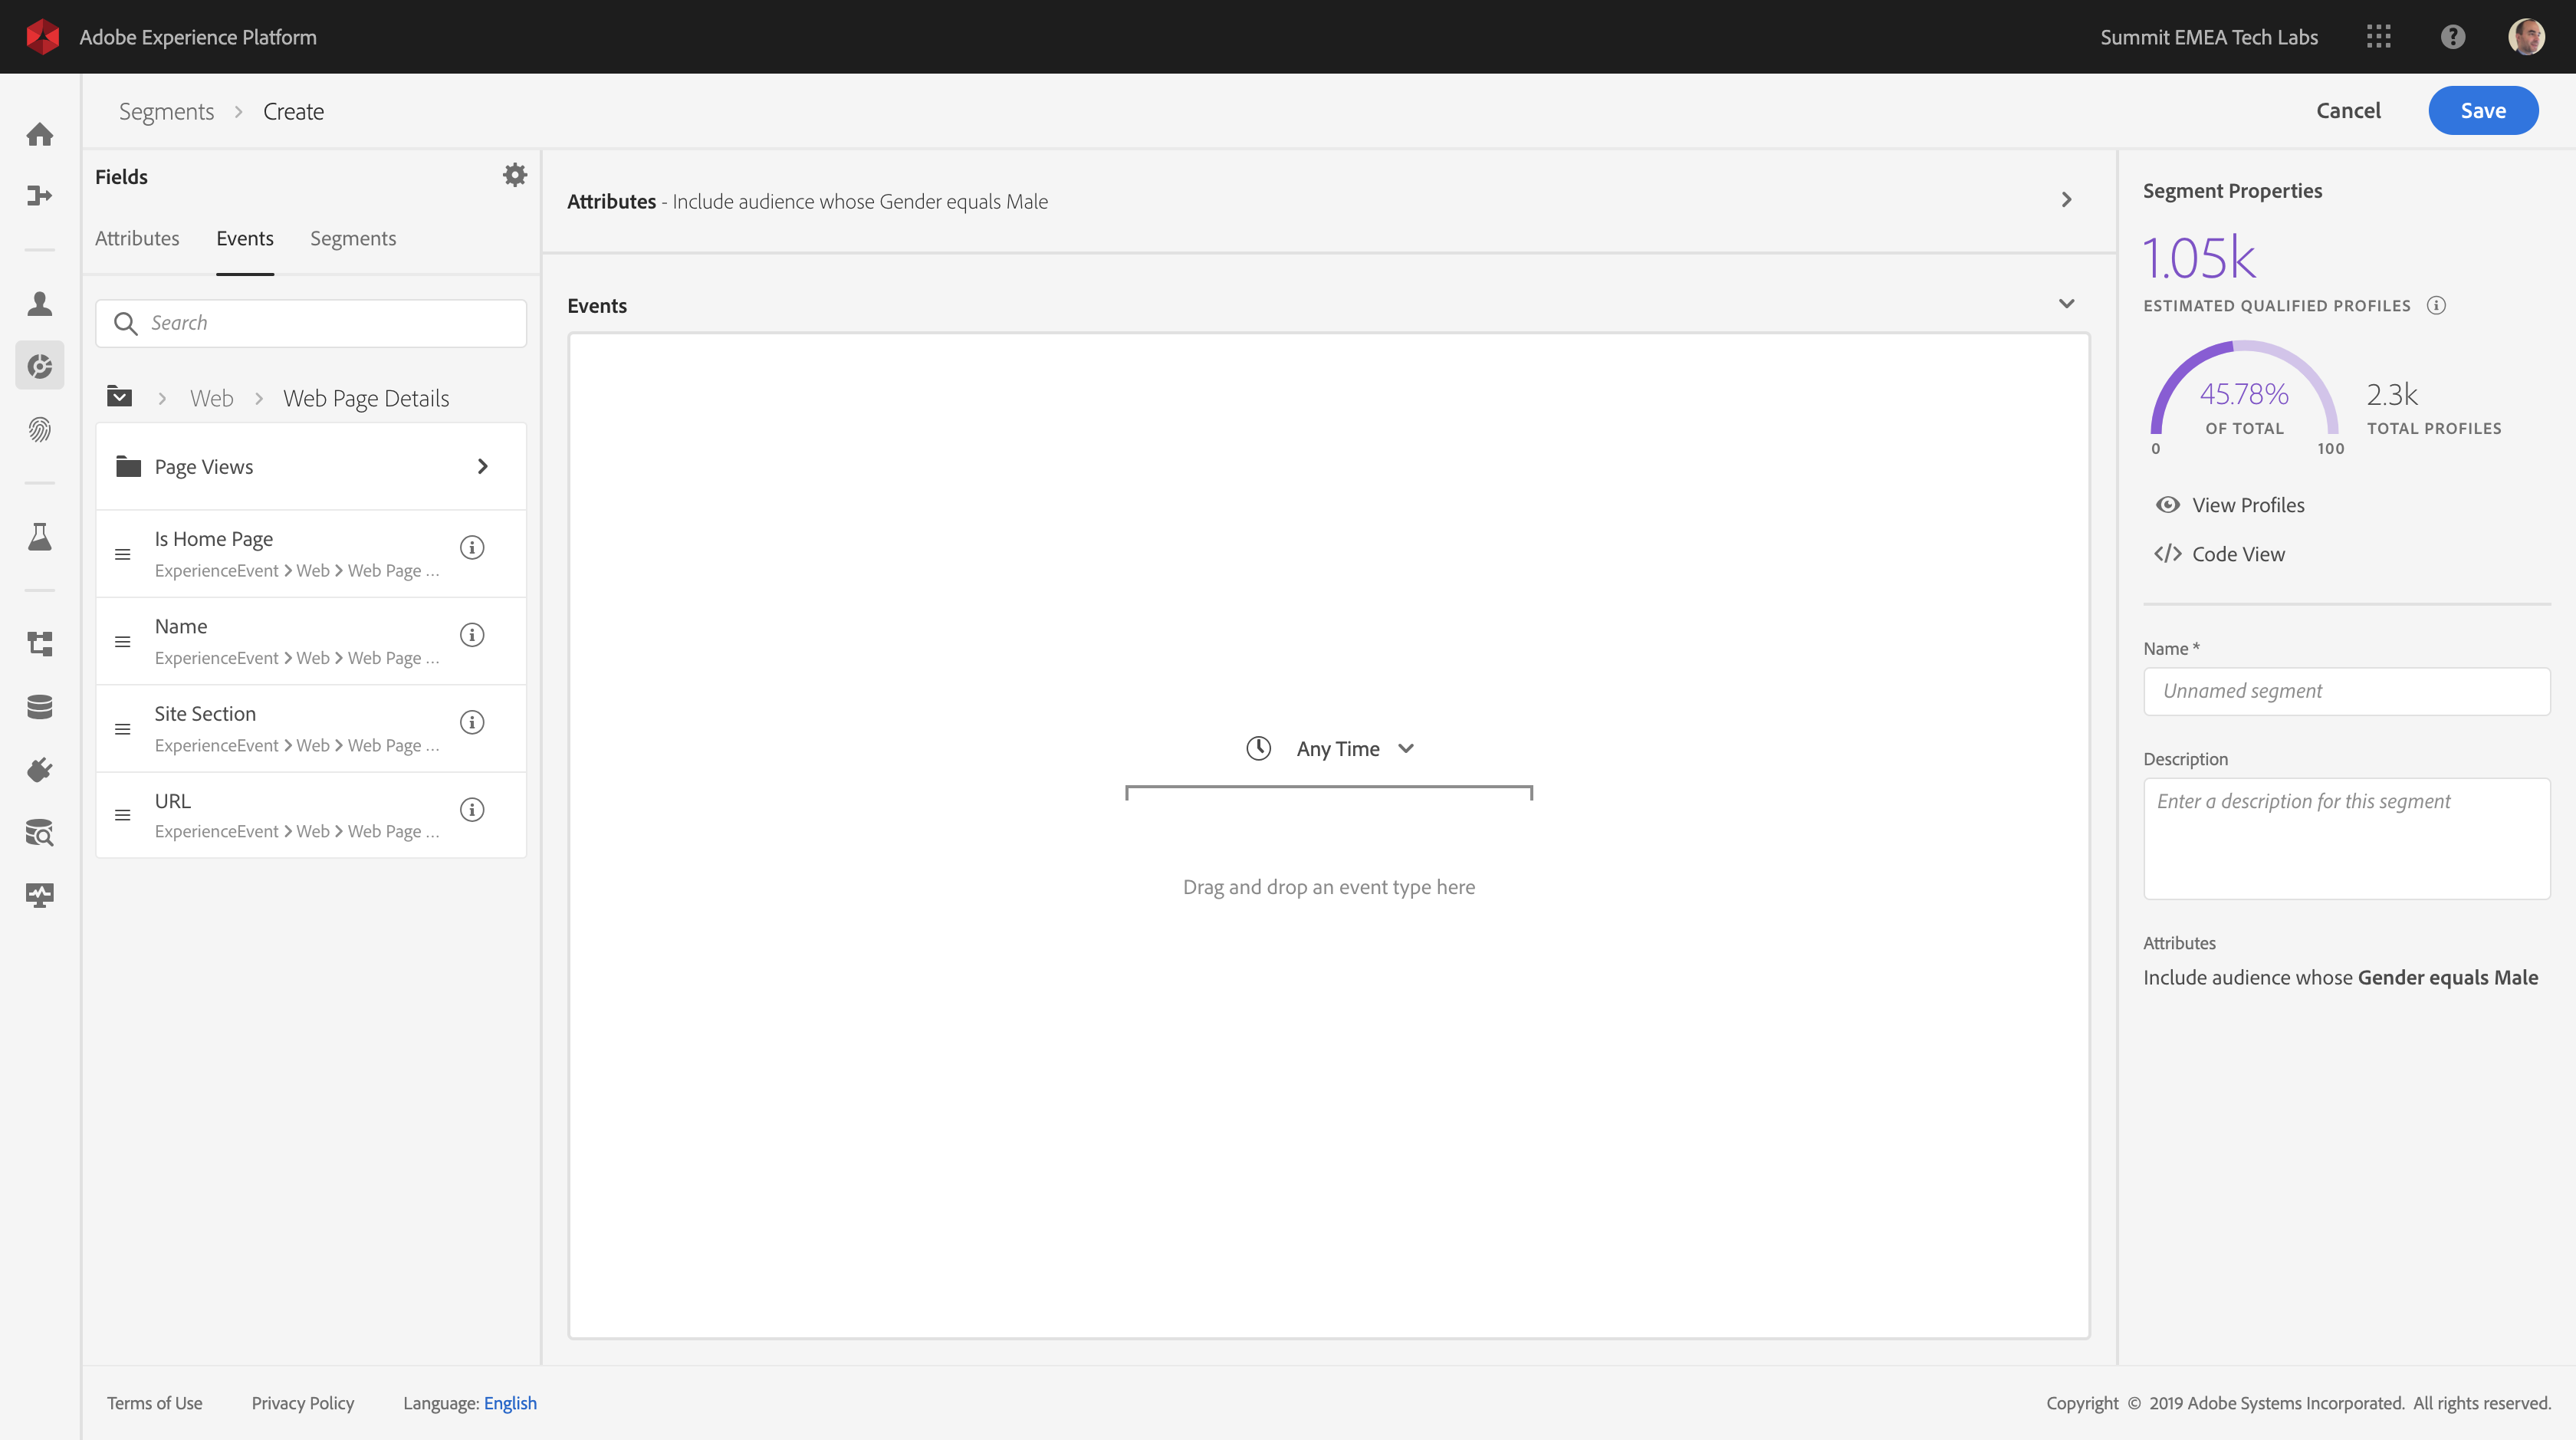 Adobe Experience Platform
Summit EMEA Tech Labs
Segments > Create
Cancel
Save
Fields
Attributes
Events
Segments
Search
Web > Web Page Details
Page Views
Is Home Page
ExperienceEvent > Web > Web Page ...
Name
ExperienceEvent > Web > Web Page ...
Site Section
ExperienceEvent > Web > Web Page ...
URL
ExperienceEvent > Web > Web Page ...
Attributes - Include audience whose Gender equals Male
Events
Any Time
Drag and drop an event type here
Segment Properties
1.05k
ESTIMATED QUALIFIED PROFILES
45.78%
OF TOTAL
0
100
2.3k
TOTAL PROFILES
View Profiles
</> Code View
Name *
Unnamed segment
Description
Enter a description for this segment
Attributes
Include audience whose Gender equals Male
Terms of Use
Privacy Policy
Language: English
Copyright © 2019 Adobe Systems Incorporated. All rights reserved.